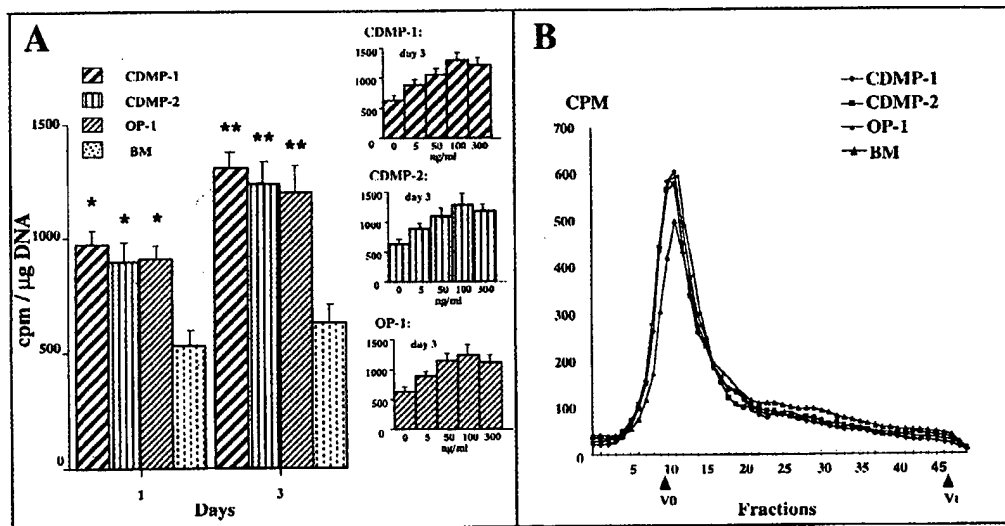 A
CDMP-1
CDMP-2
OP-1
BM
1500
1000
500
0
cpm / µg DNA
* * *
** ** **
1 3
Days
CDMP-1:
day 3
1500
1000
500
0
0 5 50 100 300
ng/ml
CDMP-2:
day 3
1500
1000
500
0
0 5 50 100 300
ng/ml
OP-1:
day 3
1500
1000
500
0
0 5 50 100 300
ng/ml
B
CPM
CDMP-1
CDMP-2
OP-1
BM
700
600
500
400
300
200
100
0
5 10 15 20 25 30 35 40 45
V0 Vt
Fractions